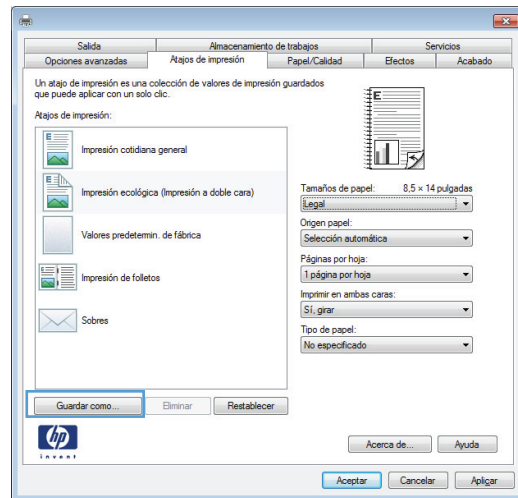 Salida
Almacenamiento de trabajos
Servicios
Opciones avanzadas
Atajos de impresión
Papel/Calidad
Efectos
Acabado
Un atajo de impresión es una colección de valores de impresión guardados
que puede aplicar con un solo clic.
Atajos de impresión:
Impresión cotidiana general
Impresión ecológica (Impresión a doble cara)
Valores predetermin. de fábrica
Impresión de folletos
Sobres
Guardar como...
Eliminar
Restablecer
E
E
E
E
Tamaños de papel: 8,5 × 14 pulgadas
Legal
Origen papel:
Selección automática
Páginas por hoja:
1 página por hoja
Imprimir en ambas caras:
Sí, girar
Tipo de papel:
No especificado
hp
invent
Acerca de...
Ayuda
Aceptar
Cancelar
Aplicar